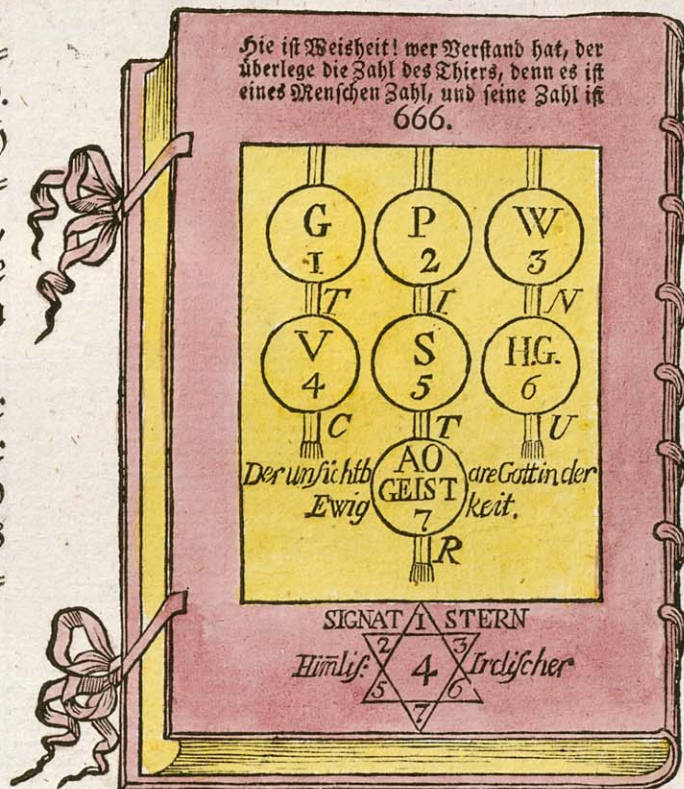 Hie ist Weisheit! wer Verstand hat, der
überlege die Zahl des Thiers, denn es ist
eines Menschen Zahl, und seine Zahl ist
666.
G P W
1 2 3
T I N
V S H.G.
4 5 6
C T U
AO
Der unsichtb GEIST are Gott in der
Ewig 7 keit.
R
SIGNAT 1 STERN
2 3
Him̄lis: 4 Irdischer
5 6
7